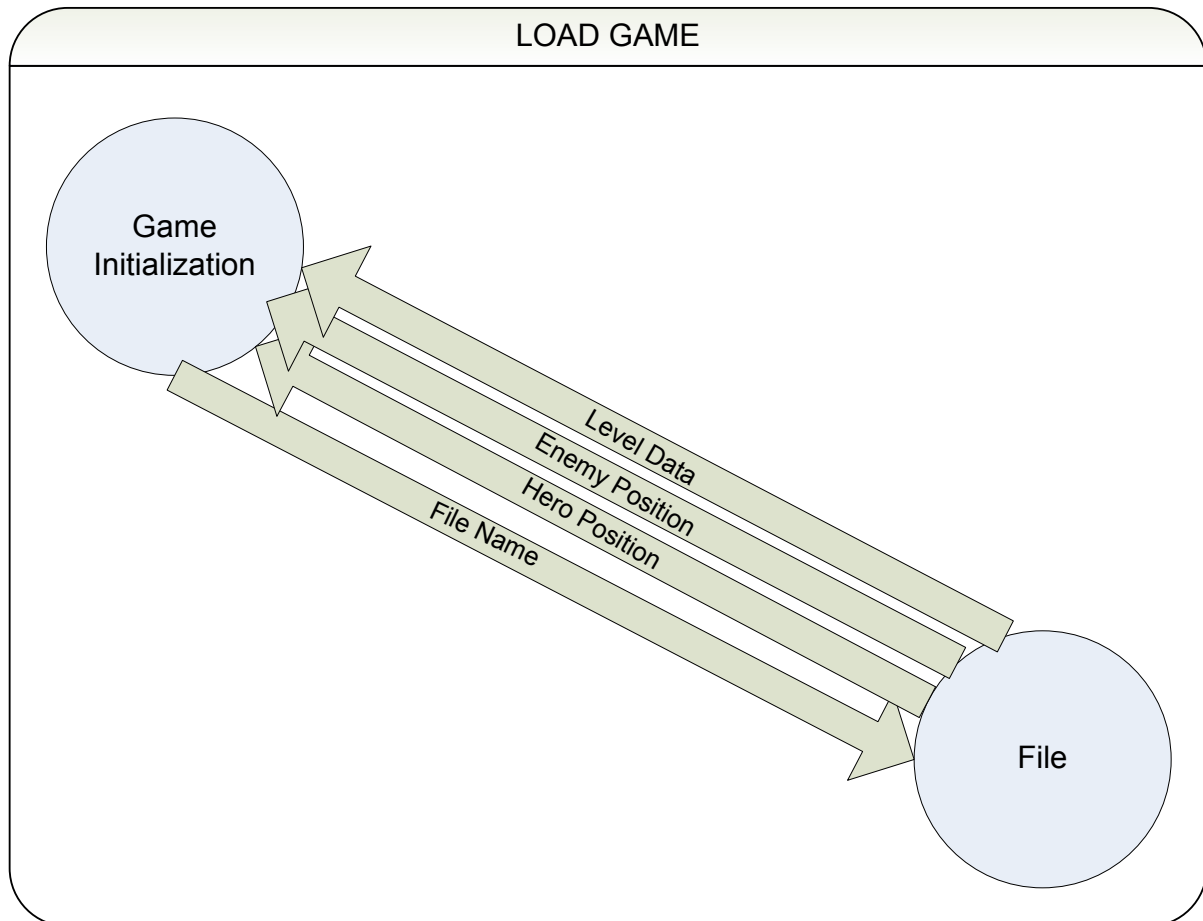 LOAD GAME
Game
Initialization
Level Data
Enemy Position
Hero Position
File Name
File